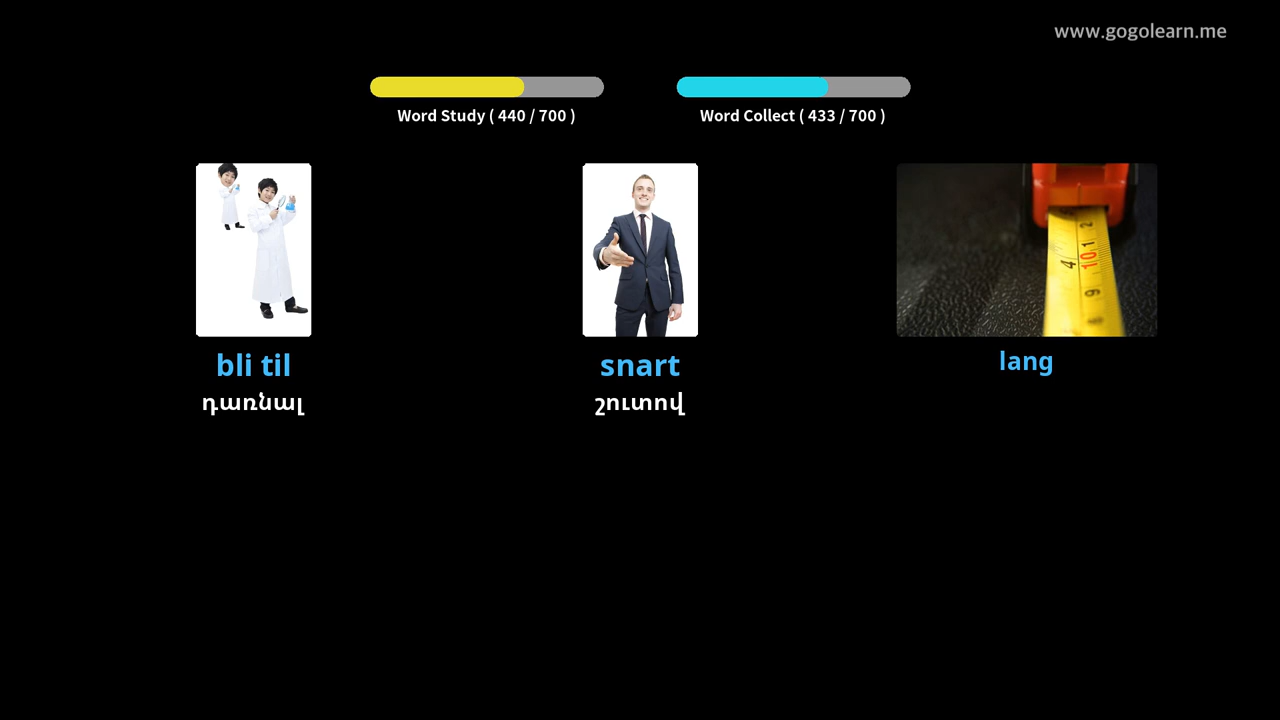 www.gogolearn.me
Word Study ( 440 / 700 )
Word Collect ( 433 / 700 )
bli til
դառնալ
snart
շուտով
lang